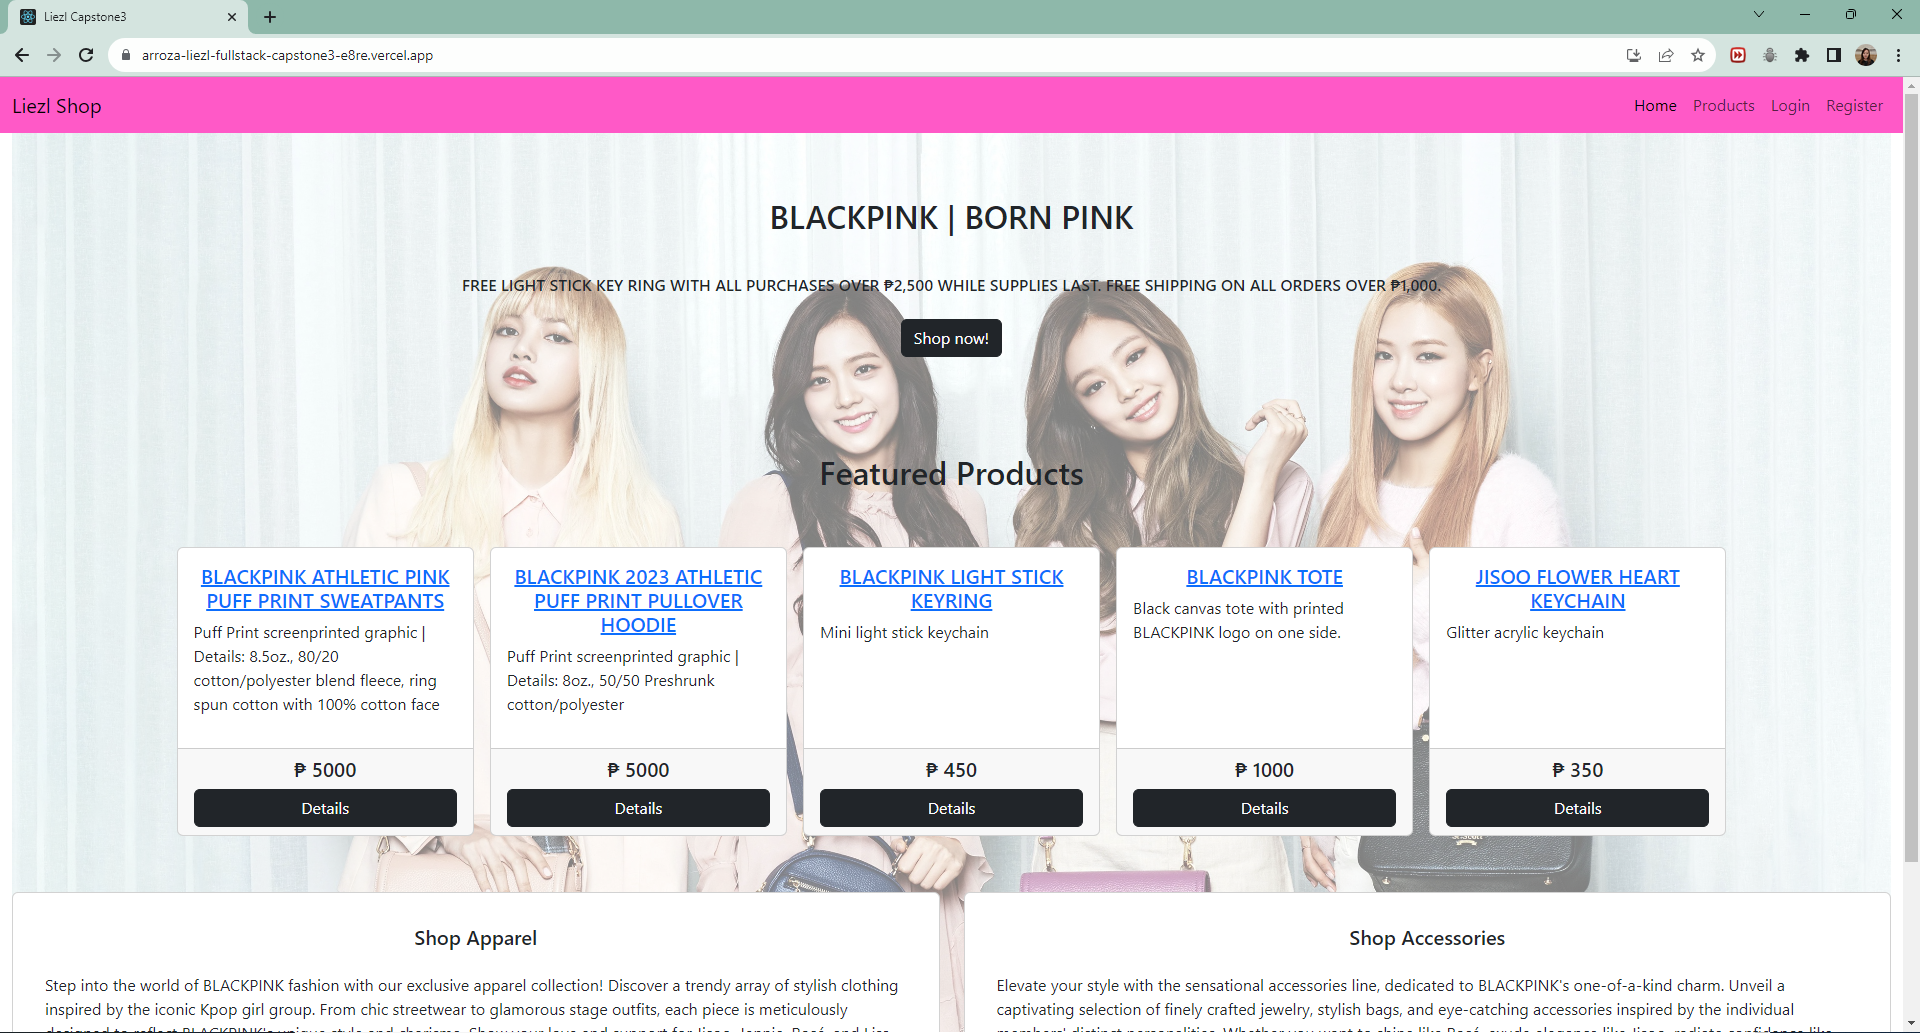 Liezl Capstone3
arroza-liezl-fullstack-capstone3-e8re.vercel.app
Liezl Shop
Home Products Login Register
BLACKPINK | BORN PINK
FREE LIGHT STICK KEY RING WITH ALL PURCHASES OVER ₱2,500 WHILE SUPPLIES LAST. FREE SHIPPING ON ALL ORDERS OVER ₱1,000.
Shop now!
Featured Products
BLACKPINK ATHLETIC PINK
PUFF PRINT SWEATPANTS
Puff Print screenprinted graphic |
Details: 8.5oz., 80/20
cotton/polyester blend fleece, ring
spun cotton with 100% cotton face
₱ 5000
Details
BLACKPINK 2023 ATHLETIC
PUFF PRINT PULLOVER
HOODIE
Puff Print screenprinted graphic |
Details: 8oz., 50/50 Preshrunk
cotton/polyester
₱ 5000
Details
BLACKPINK LIGHT STICK
KEYRING
Mini light stick keychain
₱ 450
Details
BLACKPINK TOTE
Black canvas tote with printed
BLACKPINK logo on one side.
₱ 1000
Details
JISOO FLOWER HEART
KEYCHAIN
Glitter acrylic keychain
₱ 350
Details
Shop Apparel
Step into the world of BLACKPINK fashion with our exclusive apparel collection! Discover a trendy array of stylish clothing
inspired by the iconic Kpop girl group. From chic streetwear to glamorous stage outfits, each piece is meticulously
Shop Accessories
Elevate your style with the sensational accessories line, dedicated to BLACKPINK's one-of-a-kind charm. Unveil a
captivating selection of finely crafted jewelry, stylish bags, and eye-catching accessories inspired by the individual